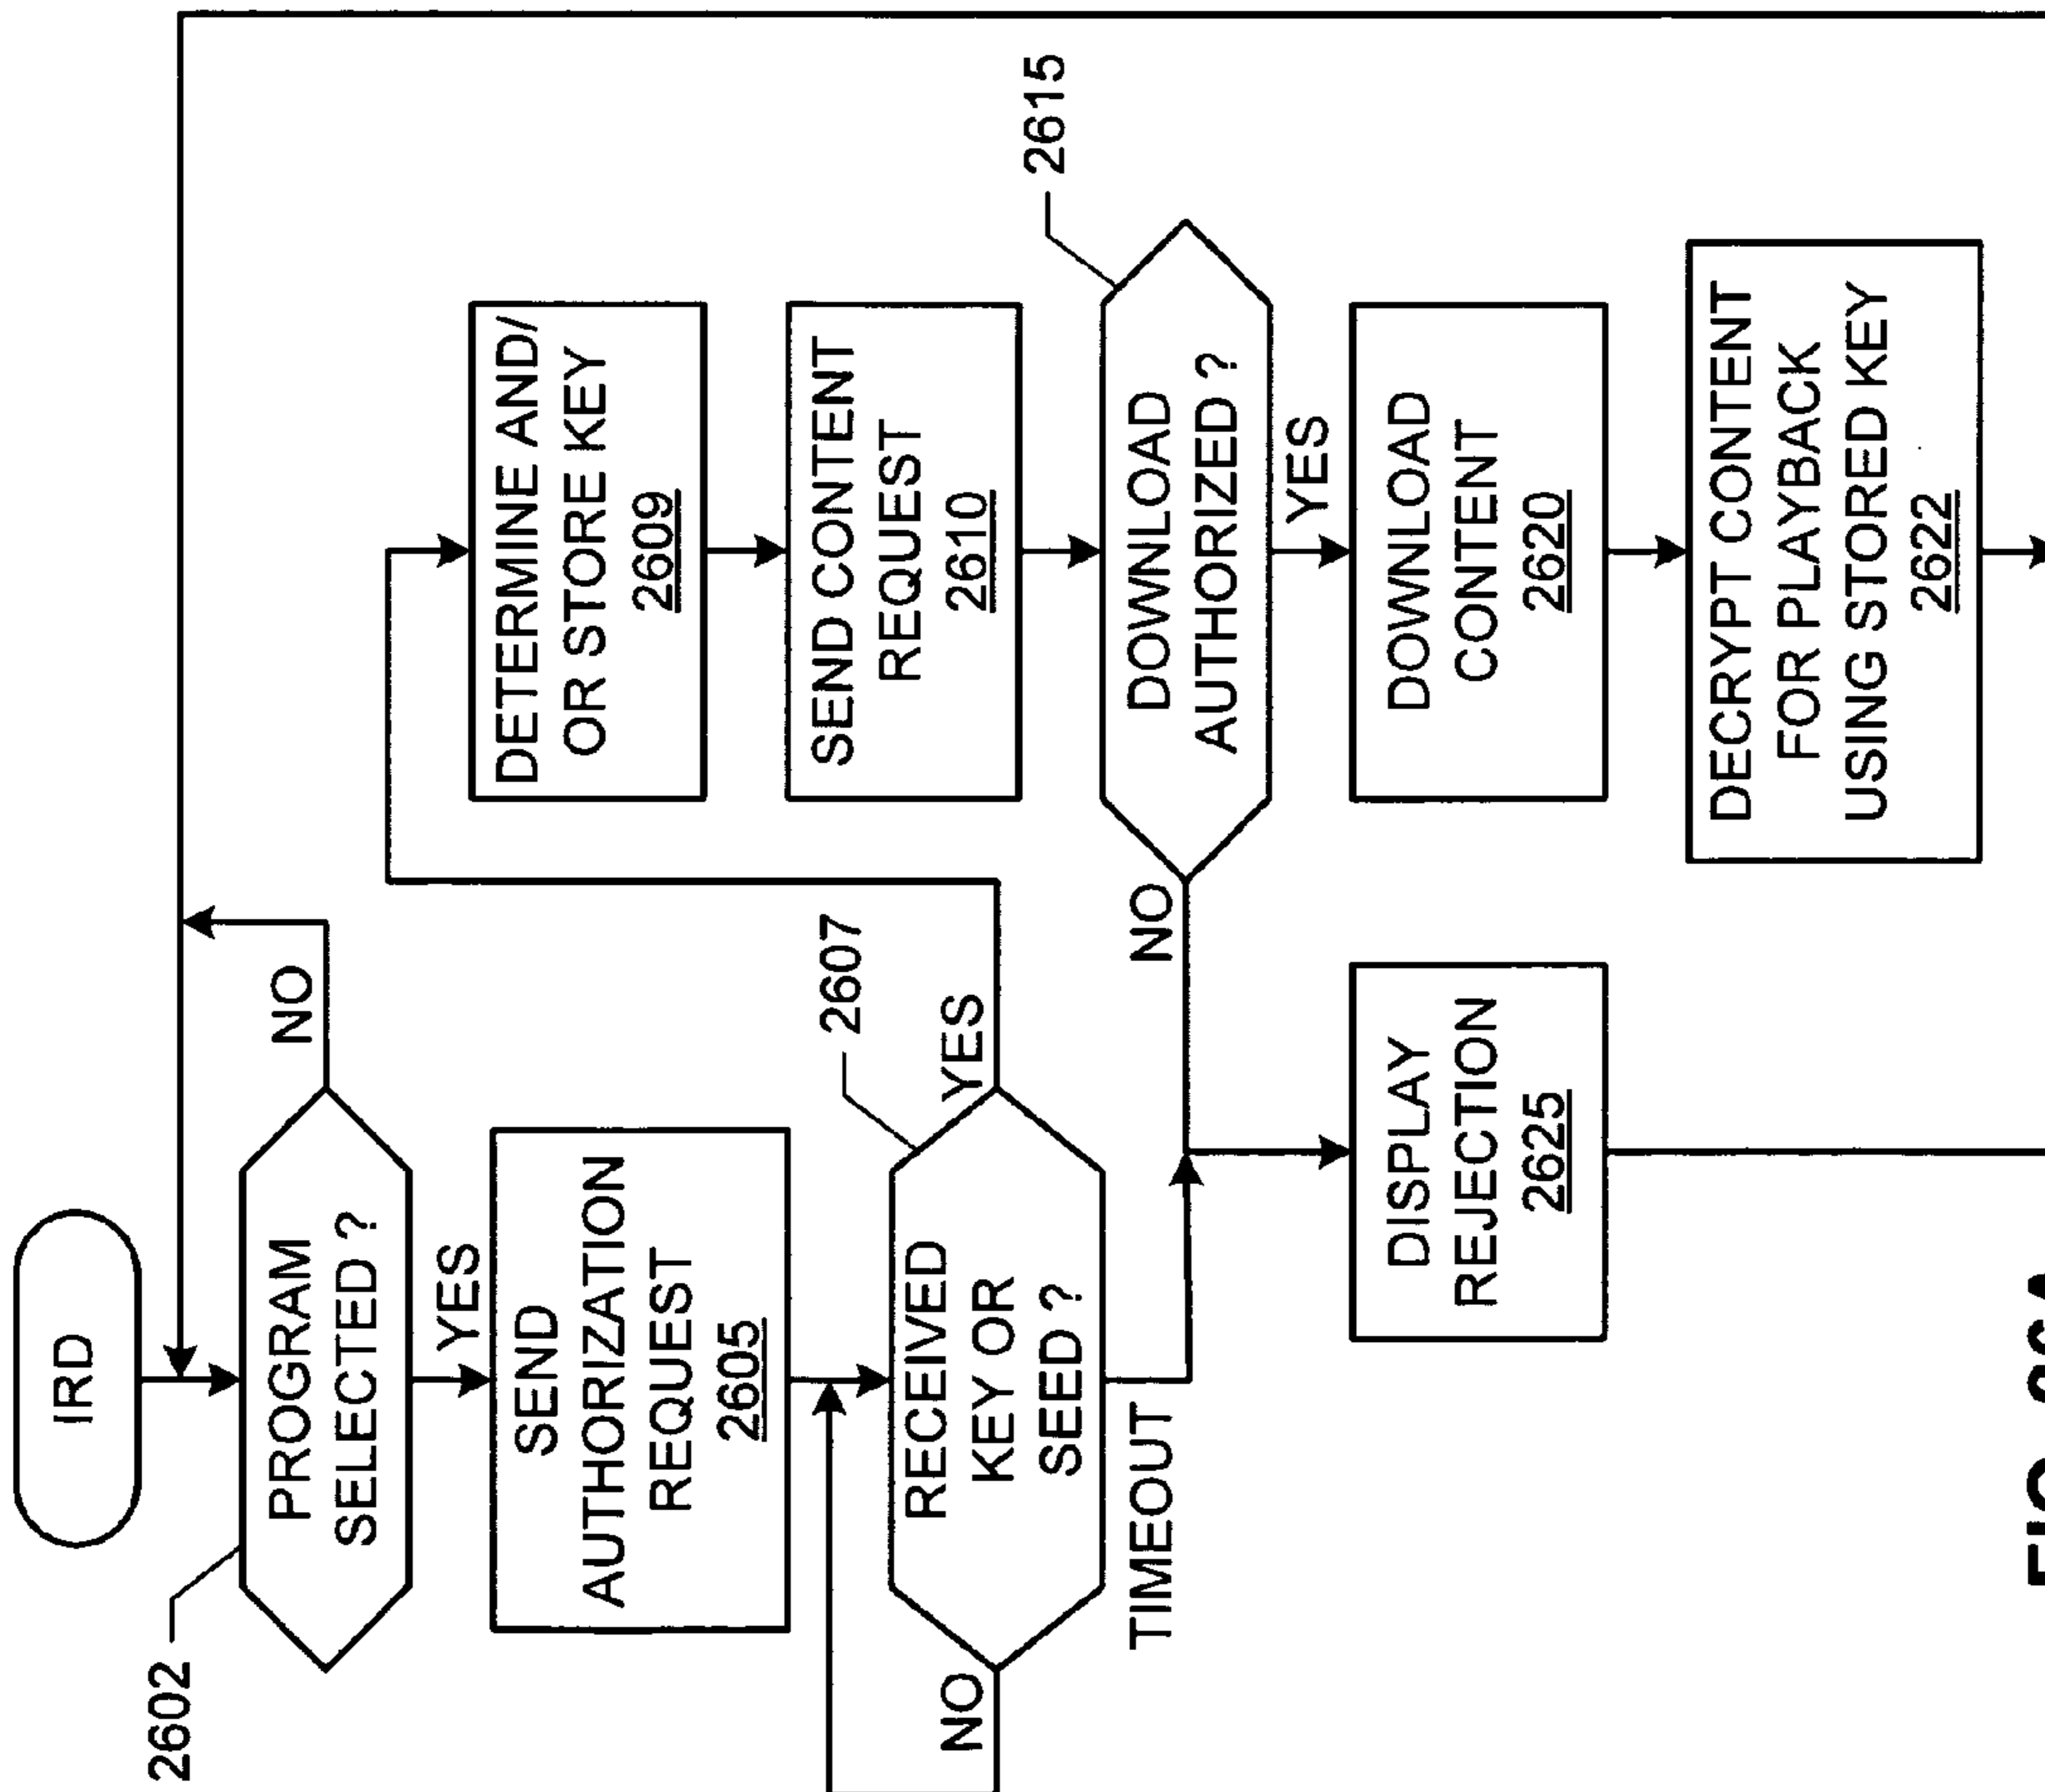 IRD
2602
PROGRAM
SELECTED ?
NO
YES
SEND
AUTHORIZATION
REQUEST
2605
2607
RECEIVED
KEY OR
SEED ?
NO
YES
TIMEOUT
DETERMINE AND/
OR STORE KEY
2609
SEND CONTENT
REQUEST
2610
2615
DOWNLOAD
AUTHORIZED ?
NO
YES
DISPLAY
REJECTION
2625
DOWNLOAD
CONTENT
2620
DECRYPT CONTENT
FOR PLAYBACK
USING STORED KEY
2622